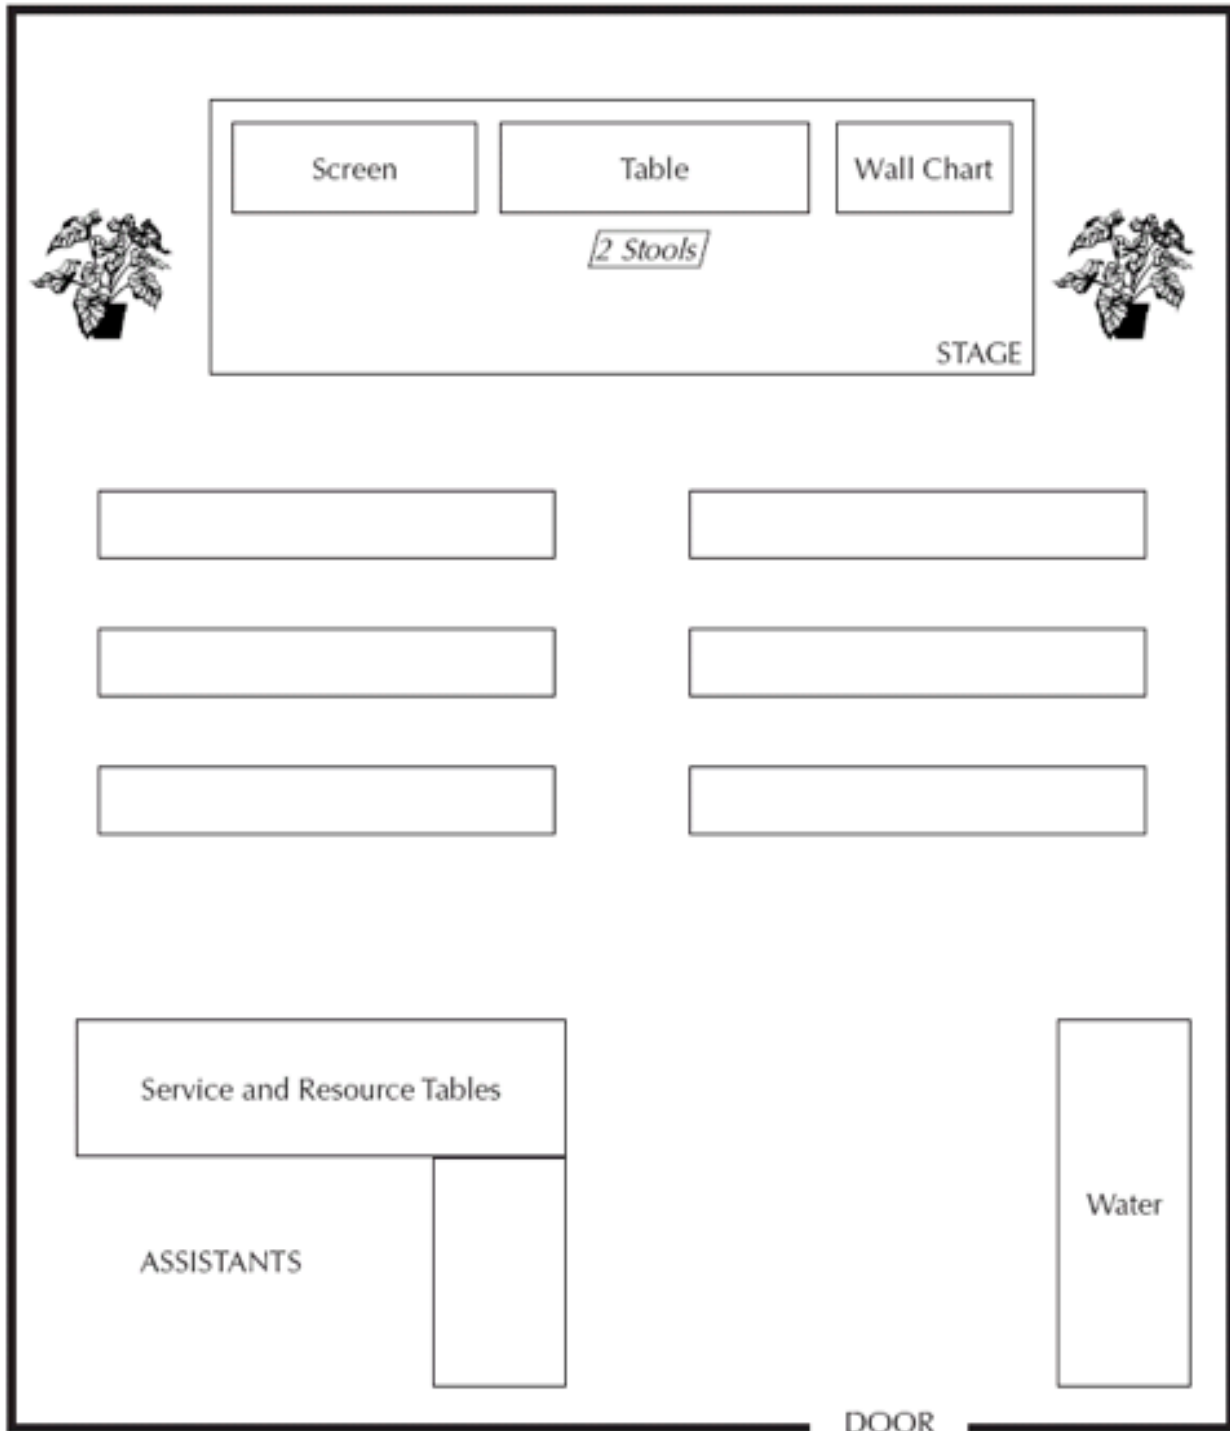 Screen
Table
Wall Chart
2 Stools
STAGE
Service and Resource Tables
Water
ASSISTANTS
DOOR